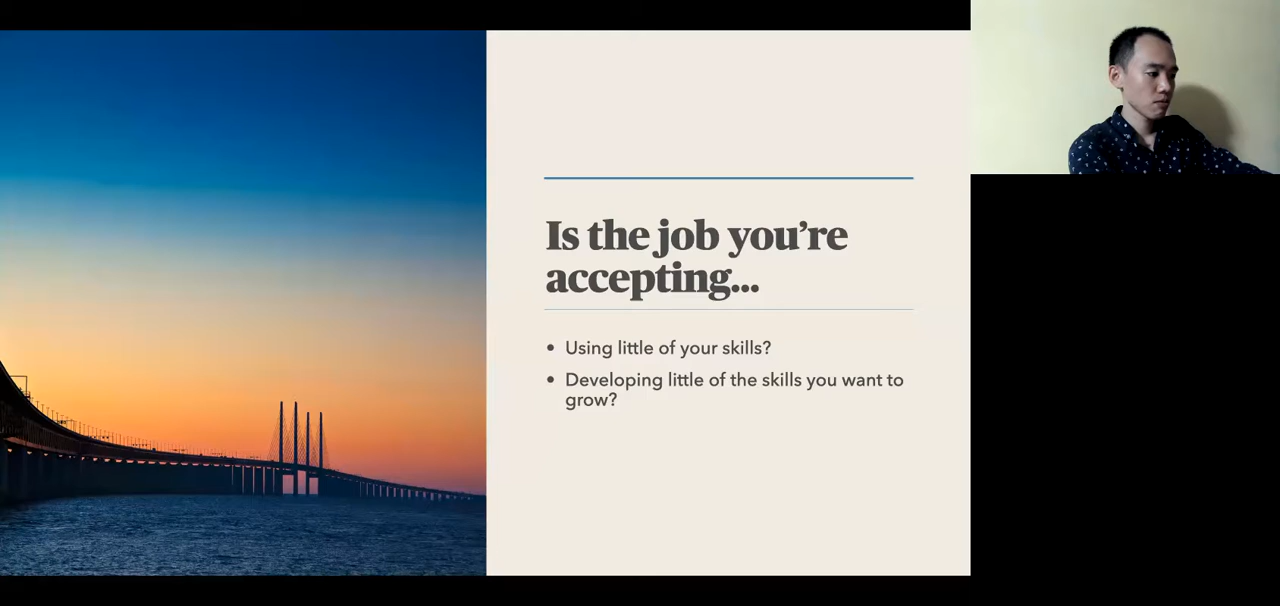 Is the job you’re
accepting...
• Using little of your skills?
• Developing little of the skills you want to
grow?